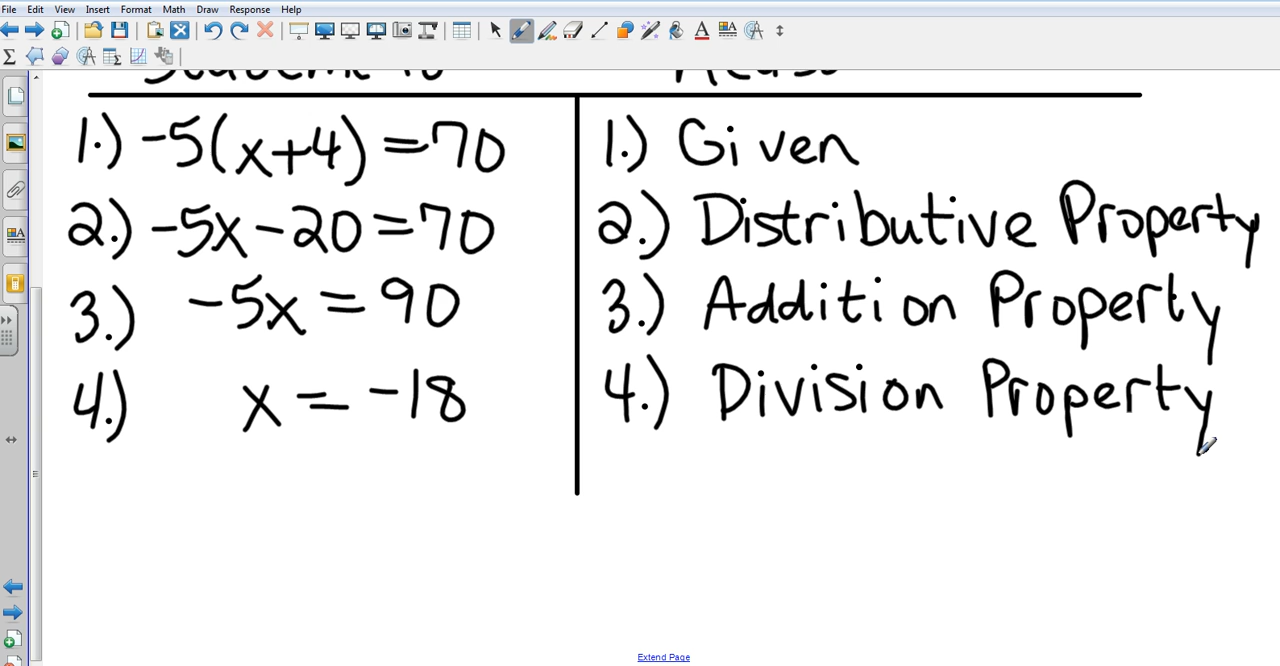 File Edit View Insert Format Math Draw Response Help
1.) -5(x+4) = 70 1.) Given
2.) -5x - 20 = 70 2.) Distributive Property
3.) -5x = 90 3.) Addition Property
4.) x = -18 4.) Division Property
Extend Page